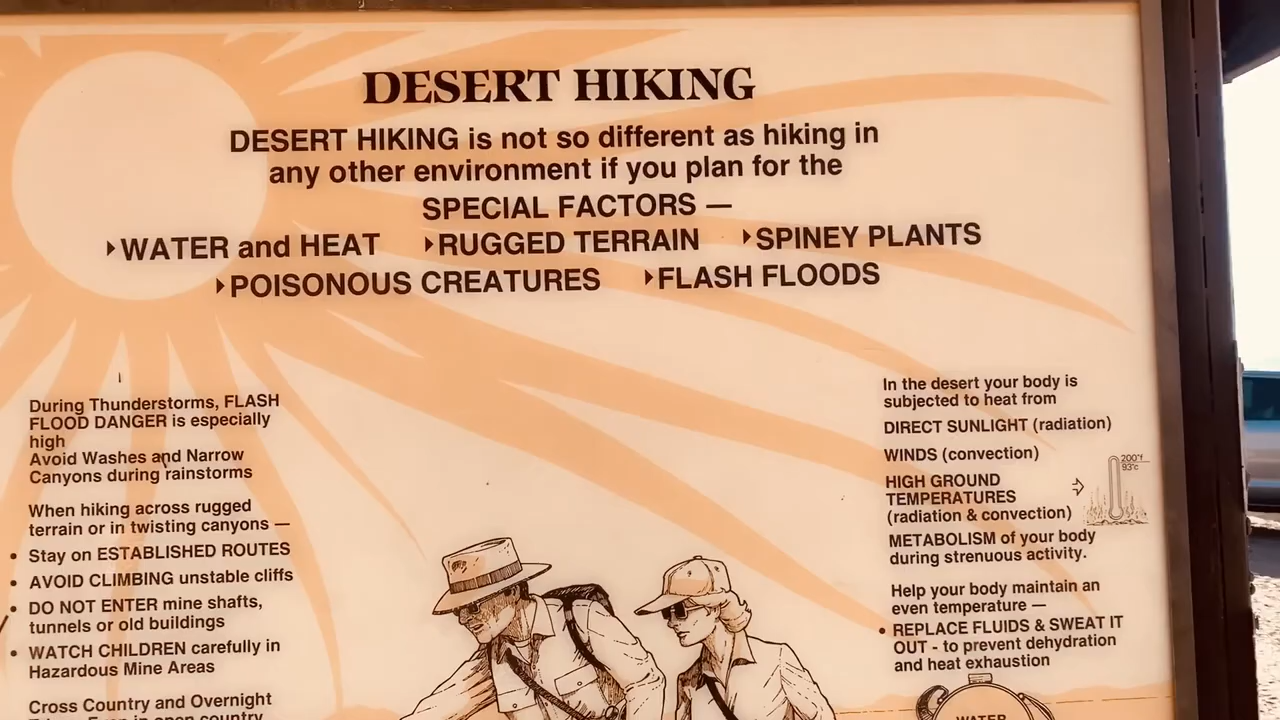 DESERT HIKING
DESERT HIKING is not so different as hiking in
any other environment if you plan for the
SPECIAL FACTORS —
WATER and HEAT RUGGED TERRAIN SPINEY PLANTS
POISONOUS CREATURES FLASH FLOODS
During Thunderstorms, FLASH
FLOOD DANGER is especially
high
Avoid Washes and Narrow
Canyons during rainstorms
When hiking across rugged
terrain or in twisting canyons —
• Stay on ESTABLISHED ROUTES
• AVOID CLIMBING unstable cliffs
• DO NOT ENTER mine shafts,
tunnels or old buildings
• WATCH CHILDREN carefully in
Hazardous Mine Areas
Cross Country and Overnight
In the desert your body is
subjected to heat from
DIRECT SUNLIGHT (radiation)
WINDS (convection)
HIGH GROUND
TEMPERATURES
(radiation & convection)
200°f
93°c
METABOLISM of your body
during strenuous activity.
Help your body maintain an
even temperature —
• REPLACE FLUIDS & SWEAT IT
OUT - to prevent dehydration
and heat exhaustion
WATER